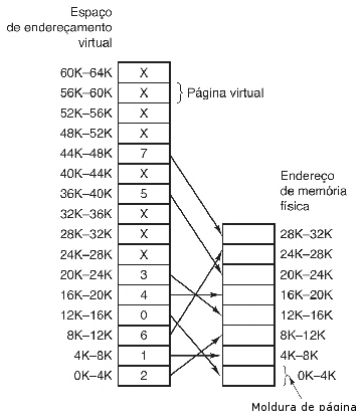 Espaço
de endereçamento
virtual
60K–64K X
56K–60K X
Página virtual
52K–56K X
48K–52K X
44K–48K 7
40K–44K X
36K–40K 5
32K–36K X
28K–32K X
24K–28K X
20K–24K 3
16K–20K 4
12K–16K 0
8K–12K 6
4K–8K 1
0K–4K 2
Endereço
de memória
física
28K–32K
24K–28K
20K–24K
16K–20K
12K–16K
8K–12K
4K–8K
0K–4K
Moldura de página